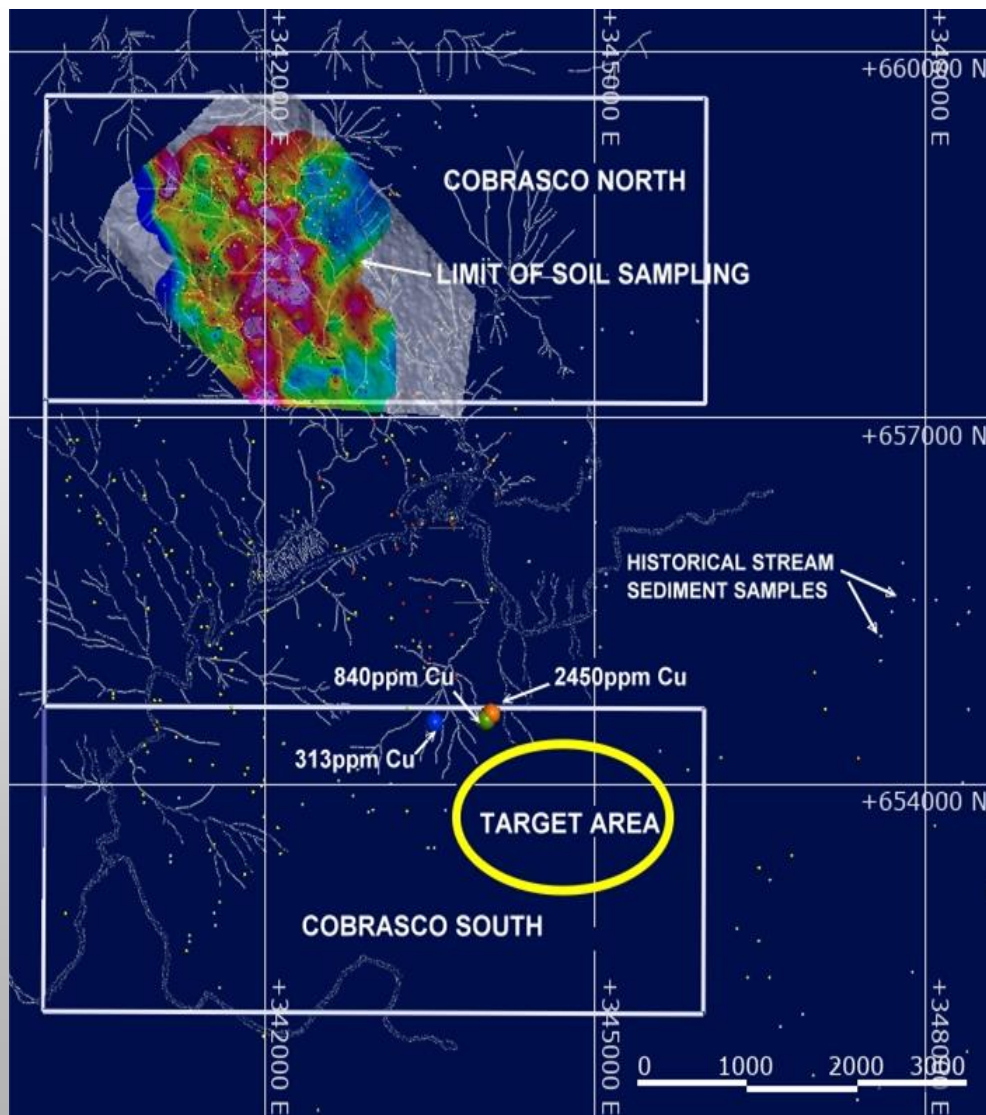 +342000 E
+345000 E
+348000 E
+660000 N
COBRASCO NORTH
LIMIT OF SOIL SAMPLING
+657000 N
HISTORICAL STREAM
SEDIMENT SAMPLES
840ppm Cu
2450ppm Cu
313ppm Cu
+654000 N
TARGET AREA
COBRASCO SOUTH
+342000 E
+345000 E
+348000 E
0 1000 2000 3000